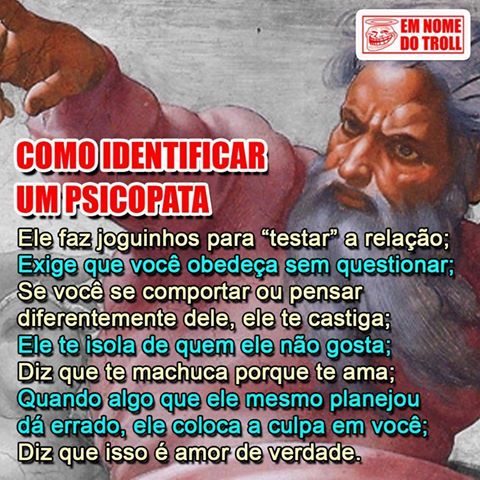 EM NOME
DO TROLL
COMO IDENTIFICAR
UM PSICOPATA
Ele faz joguinhos para “testar” a relação;
Exige que você obedeça sem questionar;
Se você se comportar ou pensar
diferentemente dele, ele te castiga;
Ele te isola de quem ele não gosta;
Diz que te machuca porque te ama;
Quando algo que ele mesmo planejou
dá errado, ele coloca a culpa em você;
Diz que isso é amor de verdade.